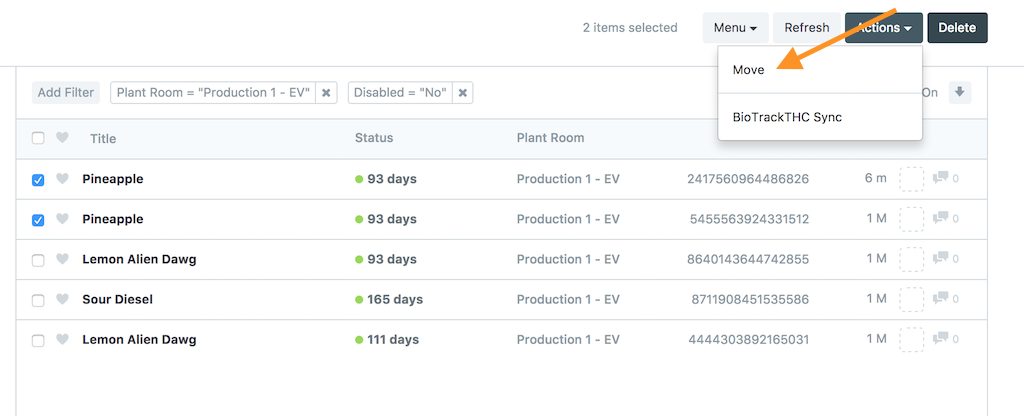 2 items selected Menu Refresh Actions Delete
Move
Add Filter Plant Room = "Production 1 - EV" Disabled = "No" On
BioTrackTHC Sync
Title Status Plant Room
Pineapple 93 days Production 1 - EV 2417560964486826 6 m 0
Pineapple 93 days Production 1 - EV 5455563924331512 1 M 0
Lemon Alien Dawg 93 days Production 1 - EV 8640143644742855 1 M 0
Sour Diesel 165 days Production 1 - EV 8711908451535586 1 M 0
Lemon Alien Dawg 111 days Production 1 - EV 4444303892165031 1 M 0